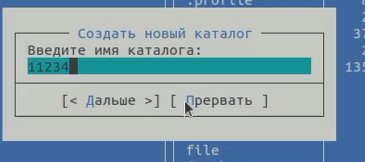 .profile
Создать новый каталог
Введите имя каталога:
11234
[< Дальше >] [ Прервать ]
file